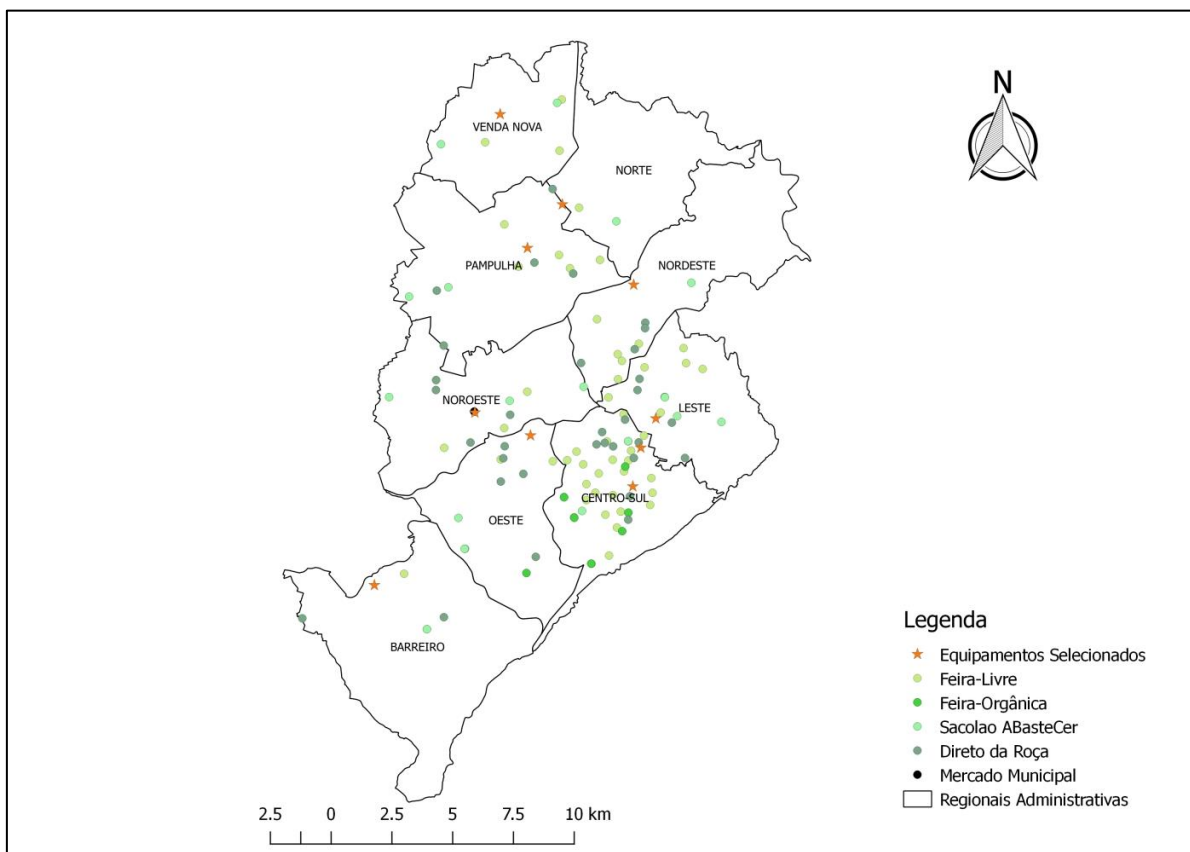 N
VENDA NOVA
NORTE
PAMPULHA
NORDESTE
NOROESTE
LESTE
CENTRO-SUL
OESTE
BARREIRO
Legenda
Equipamentos Selecionados
Feira-Livre
Feira-Orgânica
Sacolao ABasteCer
Direto da Roça
Mercado Municipal
Regionais Administrativas
2.5 0 2.5 5 7.5 10 km